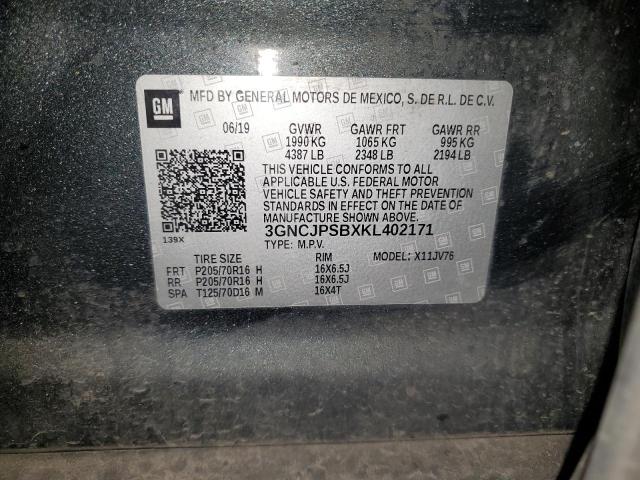 GM MFD BY GENERAL MOTORS DE MEXICO, S. DE R.L. DE C.V.
06/19 GVWR GAWR FRT GAWR RR
1990 KG 1065 KG 995 KG
4387 LB 2348 LB 2194 LB
THIS VEHICLE CONFORMS TO ALL
APPLICABLE U.S. FEDERAL MOTOR
VEHICLE SAFETY AND THEFT PREVENTION
STANDARDS IN EFFECT ON THE DATE OF
MANUFACTURE SHOWN ABOVE.
139X 3GNCJPSBXKL402171
TYPE: M.P.V. MODEL: X11JV76
TIRE SIZE RIM
FRT P205/70R16 H 16X6.5J
RR P205/70R16 H 16X6.5J
SPA T125/70D16 M 16X4T